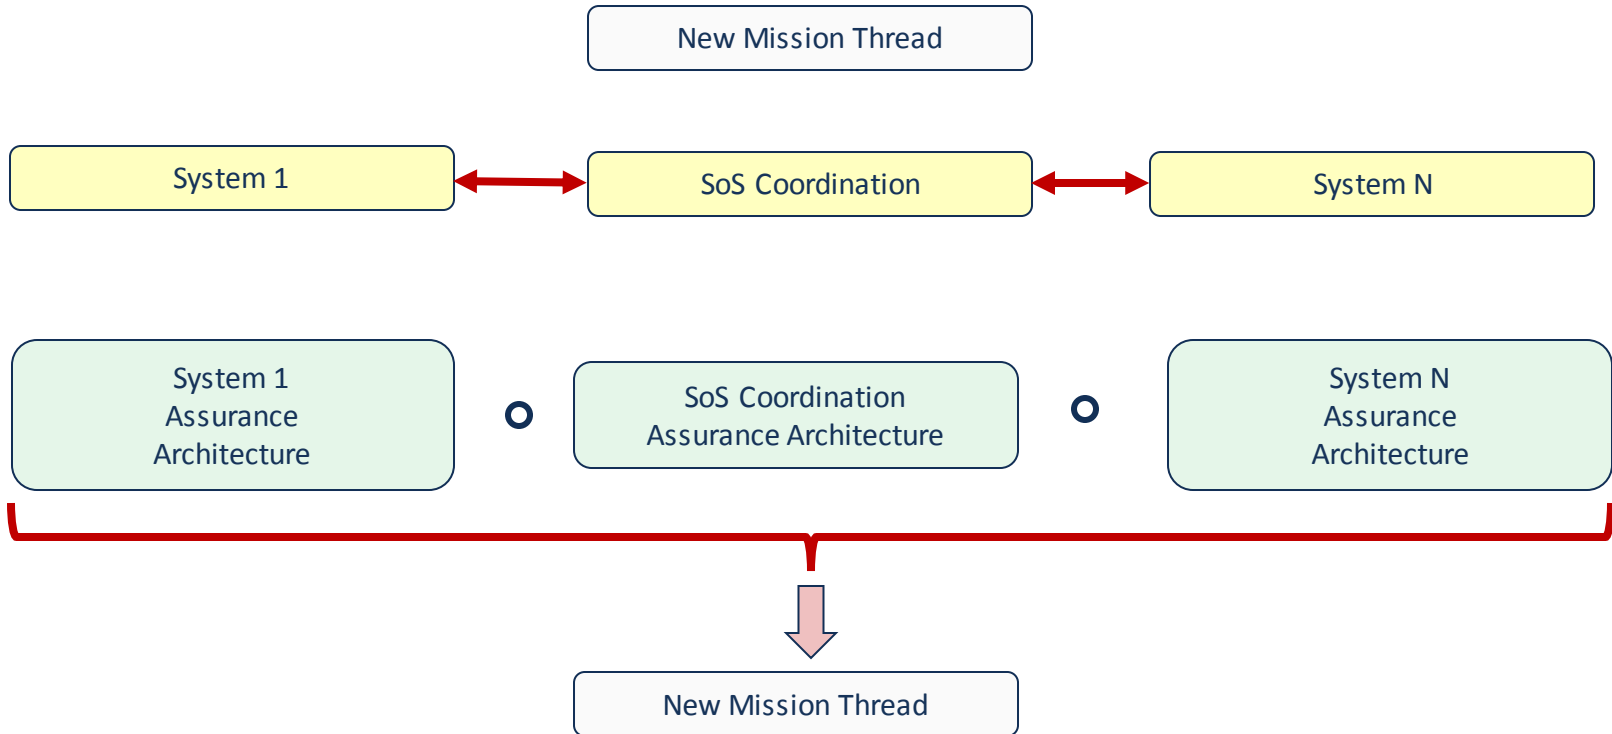 New Mission Thread
System 1
SoS Coordination
System N
System 1
Assurance
Architecture
SoS Coordination
Assurance Architecture
System N
Assurance
Architecture
New Mission Thread